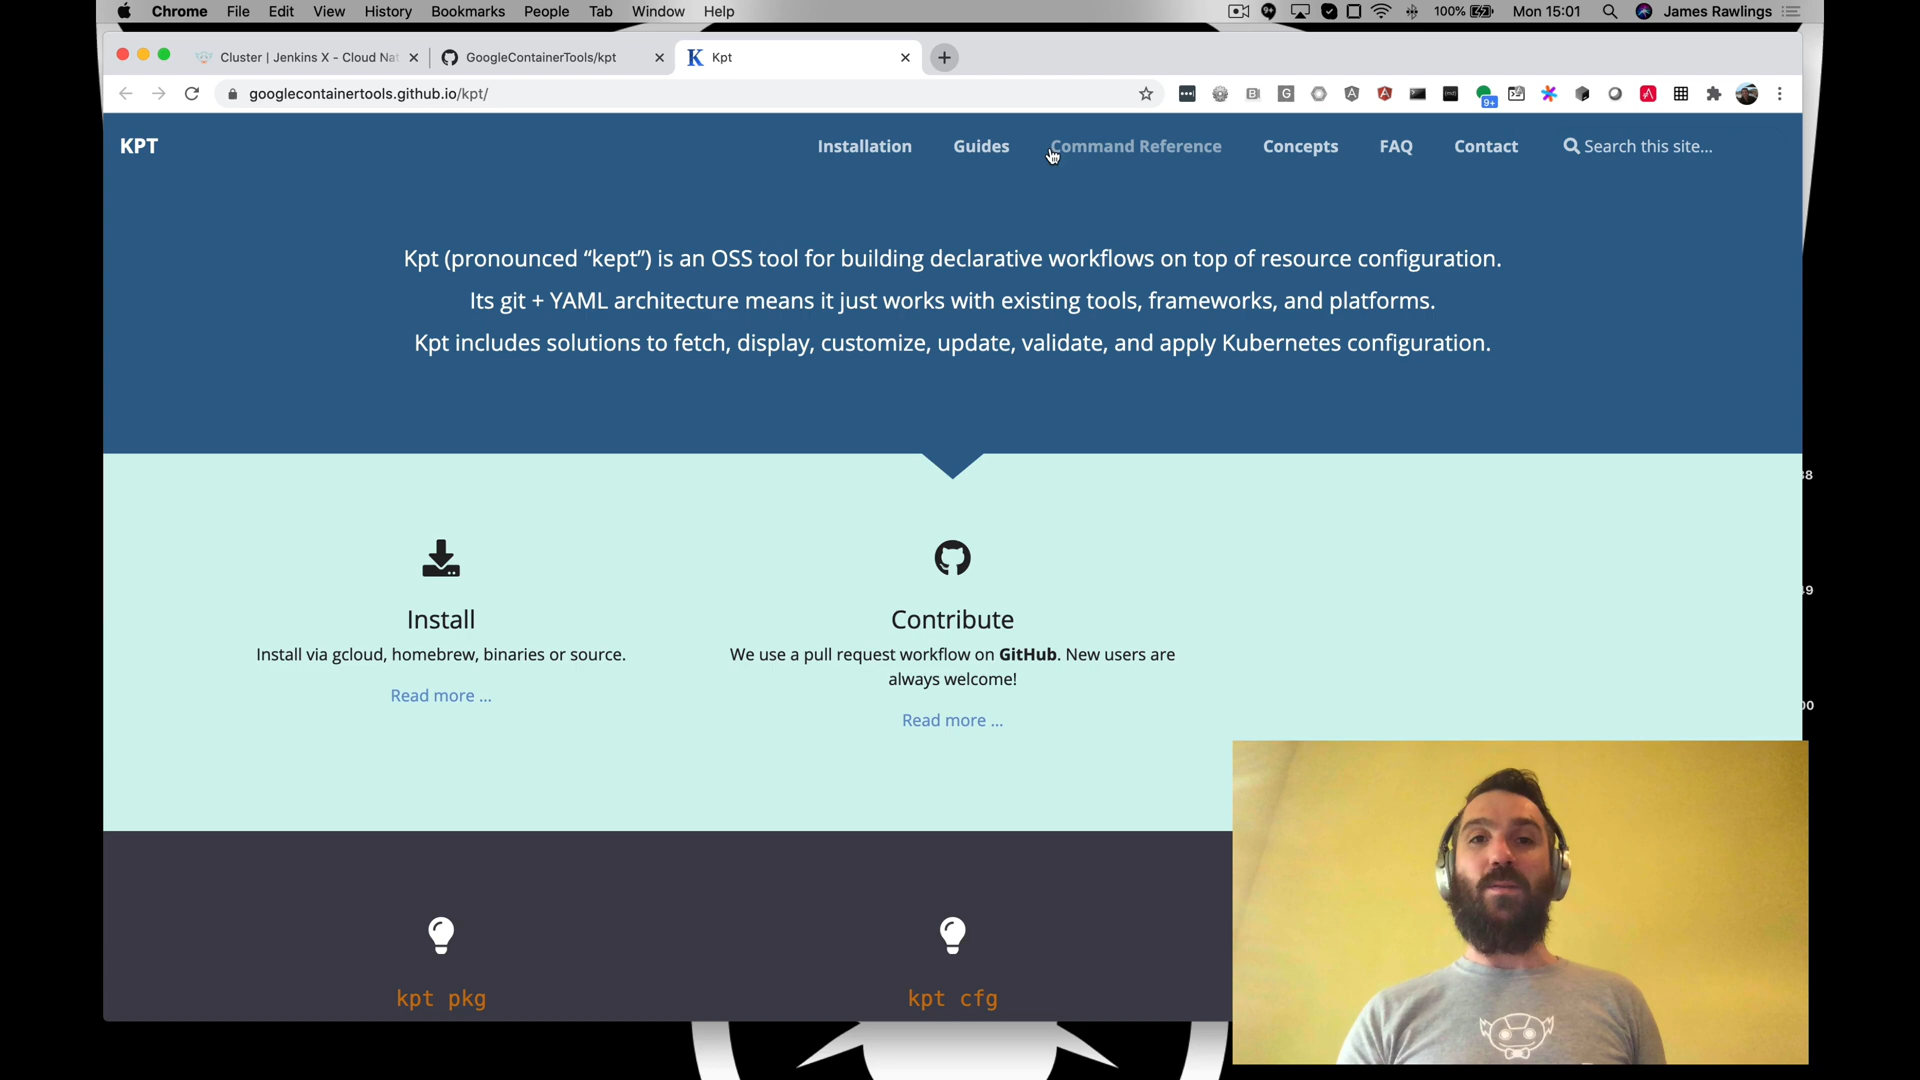 Chrome File Edit View History Bookmarks People Tab Window Help 100% Mon 15:01 James Rawlings
Cluster | Jenkins X - Cloud Nat GoogleContainerTools/kpt K Kpt
googlecontainertools.github.io/kpt/ 9+
KPT Installation Guides Command Reference Concepts FAQ Contact Search this site...
Kpt (pronounced “kept”) is an OSS tool for building declarative workflows on top of resource configuration.
Its git + YAML architecture means it just works with existing tools, frameworks, and platforms.
Kpt includes solutions to fetch, display, customize, update, validate, and apply Kubernetes configuration.
Install
Install via gcloud, homebrew, binaries or source.
Read more ...
Contribute
We use a pull request workflow on GitHub. New users are
always welcome!
Read more ...
kpt pkg
kpt cfg